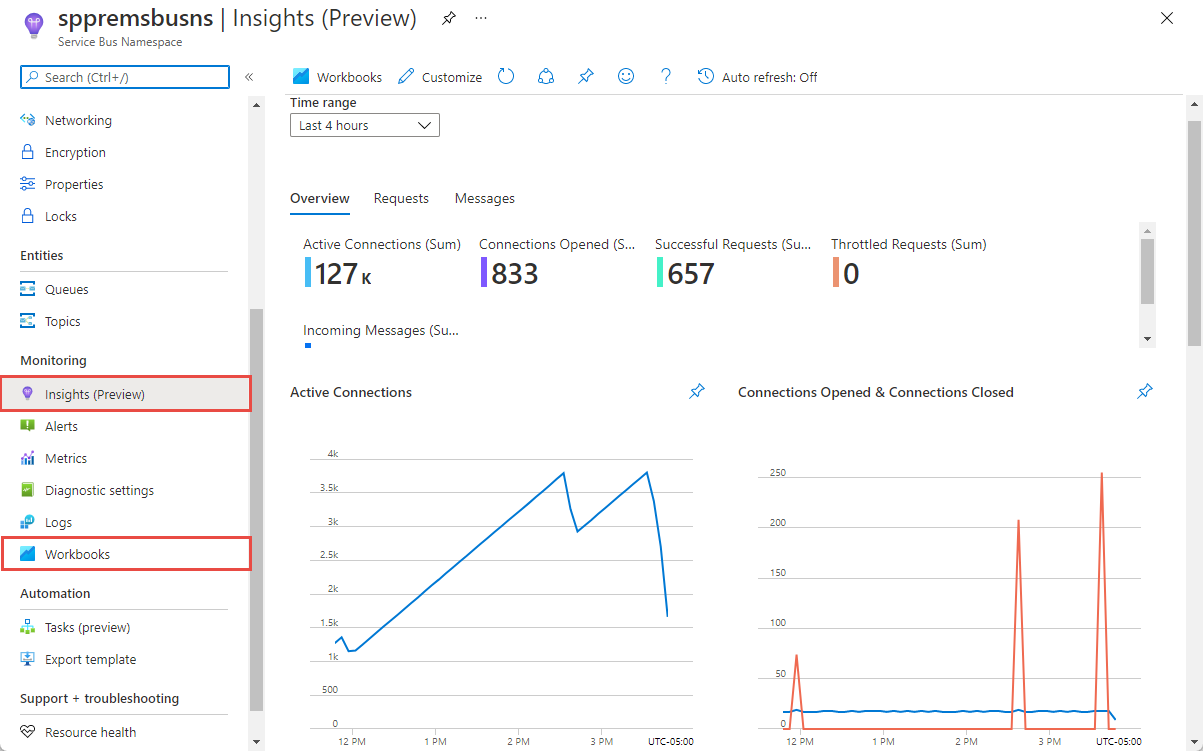 sppremsbusns | Insights (Preview) ...
Service Bus Namespace
Search (Ctrl+/) «
Networking
Encryption
Properties
Locks
Entities
Queues
Topics
Monitoring
Insights (Preview)
Alerts
Metrics
Diagnostic settings
Logs
Workbooks
Automation
Tasks (preview)
Export template
Support + troubleshooting
Resource health
Workbooks Customize ? Auto refresh: Off
Time range
Last 4 hours
Overview Requests Messages
Active Connections (Sum) Connections Opened (S... Successful Requests (Su... Throttled Requests (Sum)
127 K 833 657 0
Incoming Messages (Su...
Active Connections
4k
3.5k
3k
2.5k
2k
1.5k
1k
500
0
12 PM 1 PM 2 PM 3 PM UTC-05:00
Connections Opened & Connections Closed
250
200
150
100
50
0
12 PM 1 PM 2 PM 3 PM UTC-05:00